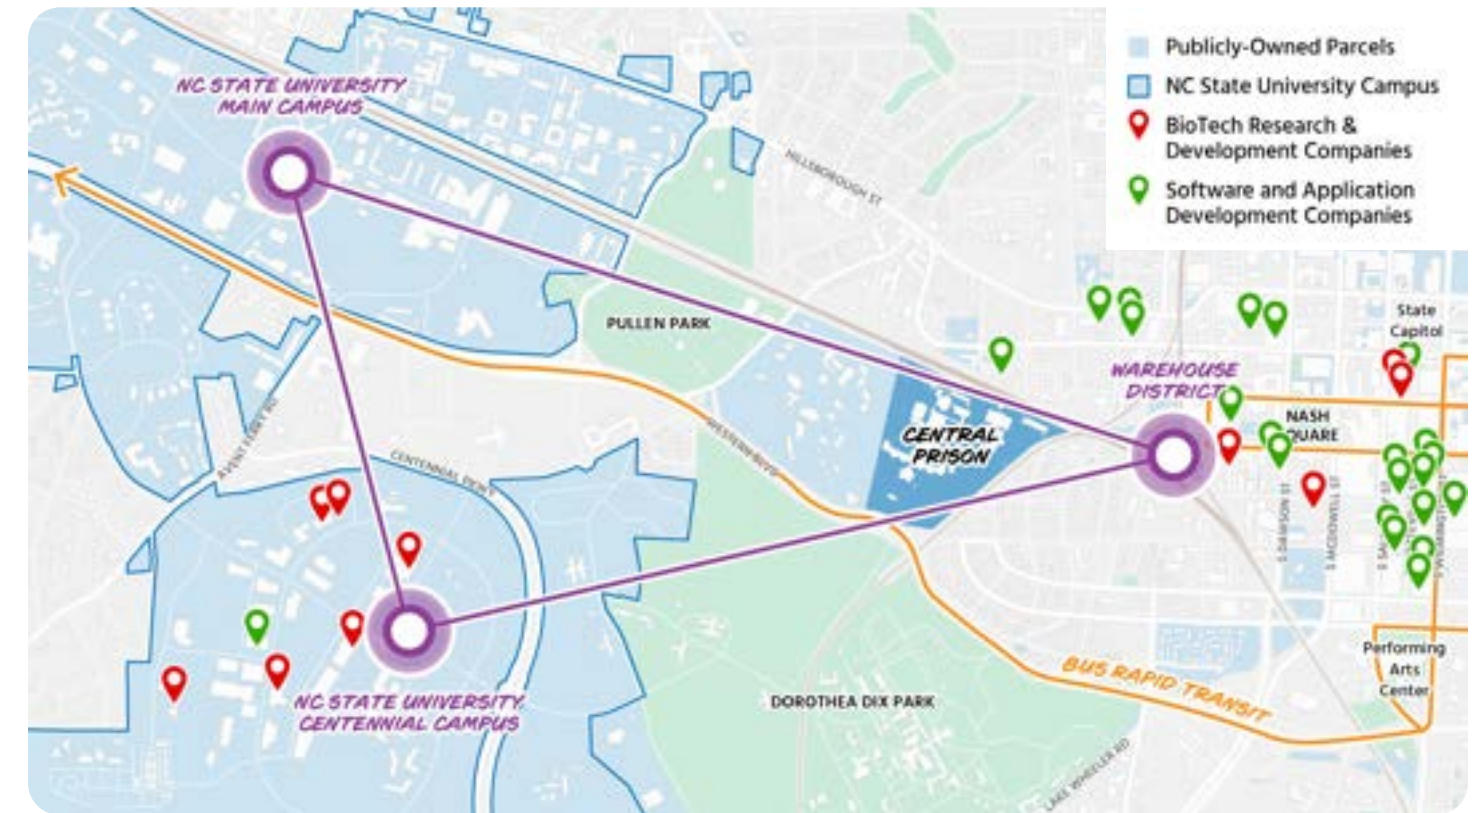 Publicly-Owned Parcels
NC State University Campus
BioTech Research &
Development Companies
Software and Application
Development Companies
NC STATE UNIVERSITY
MAIN CAMPUS
HILLSBOROUGH ST
PULLEN PARK
State
Capitol
WAREHOUSE
DISTRICT
NASH
QUARE
CENTRAL
PRISON
AVENT FERRY RD
WESTERN BLVD
CENTENNIAL PKWY
S DAWSON ST
S MCDOWELL ST
NC STATE UNIVERSITY
CENTENNIAL CAMPUS
DOROTHEA DIX PARK
BUS RAPID TRANSIT
Performing
Arts
Center
LAKE WHEELER RD